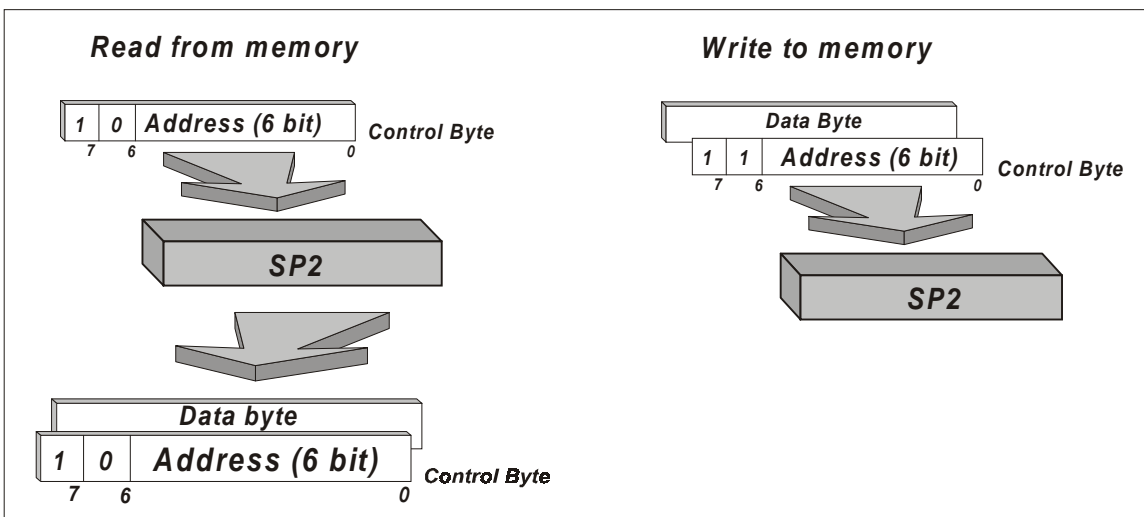 Read from memory
1 0 Address (6 bit) Control Byte
7 6 0
SP2
Data byte
1 0 Address (6 bit) Control Byte
7 6 0
Write to memory
Data Byte
1 1 Address (6 bit) Control Byte
7 6 0
SP2